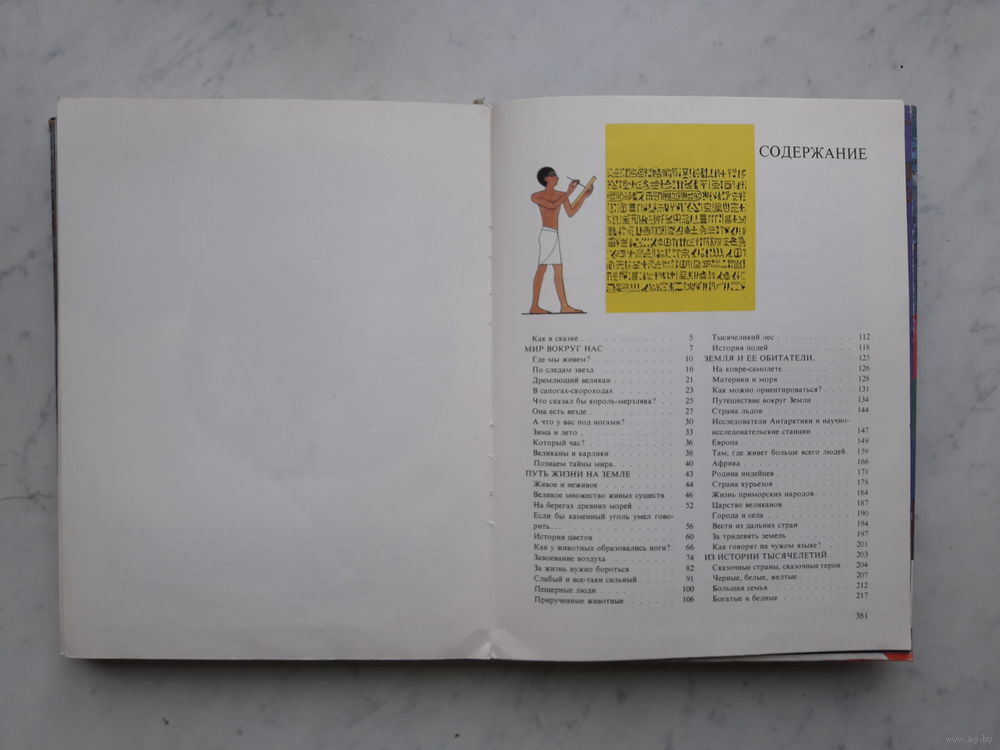 СОДЕРЖАНИЕ
Как в сказке 5
МИР ВОКРУГ НАС 7
Где мы живем? 10
По следам звезд 16
Дремлющий великан 21
В сапогах-скороходах 23
Что сказал бы король-мерзляка? 25
Она есть везде 27
А что у вас под ногами? 30
Зима и лето 33
Который час? 36
Великаны и карлики 38
Познаем тайны мира 40
ПУТЬ ЖИЗНИ НА ЗЕМЛЕ 43
Живое и неживое 44
Великое множество живых существ 46
На берегах древних морей 52
Если бы каменный уголь умел гово-
рить... 56
История цветов 60
Как у животных образовались ноги? 66
Завоевание воздуха 74
За жизнь нужно бороться 82
Слабый и все-таки сильный 91
Пещерные люди 100
Прирученные животные 106
Тысячеликий лес 112
История полей 118
ЗЕМЛЯ И ЕЕ ОБИТАТЕЛИ 125
На ковре-самолете 126
Материки и моря 128
Как можно ориентироваться? 131
Путешествие вокруг Земли 134
Страна льдов 144
Исследователи Антарктики и научно-
исследовательские станции 147
Европа 149
Там, где живет больше всего людей 159
Африка 166
Родина индейцев 171
Страна курьезов 178
Жизнь приморских народов 184
Царство великанов 187
Города и села 190
Вести из дальних стран 194
За тридевять земель 197
Как говорят на чужом языке? 201
ИЗ ИСТОРИИ ТЫСЯЧЕЛЕТИЙ 203
Сказочные страны, сказочные герои 204
Черные, белые, желтые 207
Большая семья 212
Богатые и бедные 217
381
www.ay.by